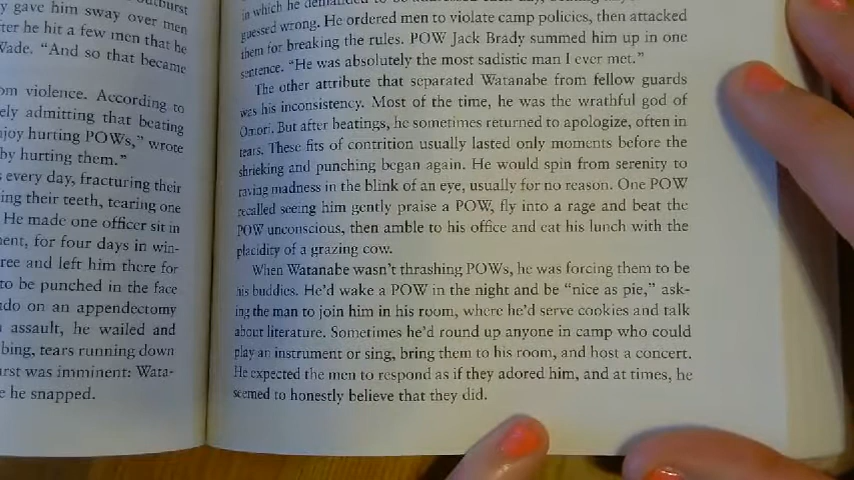 outburst
y gave him sway over men
fter he hit a few men that he
Wade. "And so that became
om violence. According to
ely admitting that beating
njoy hurting POWs," wrote
by hurting them."
s every day, fracturing their
ing their teeth, tearing one
He made one officer sit in
ment, for four days in win-
ree and left him there for
to be punched in the face
udo on an appendectomy
assault, he wailed and
bing, tears running down
rst was imminent: Wata-
e he snapped.
in which he demanded to be addressed each day,
guessed wrong. He ordered men to violate camp policies, then attacked
them for breaking the rules. POW Jack Brady summed him up in one
sentence. "He was absolutely the most sadistic man I ever met."
The other attribute that separated Watanabe from fellow guards
was his inconsistency. Most of the time, he was the wrathful god of
Omori. But after beatings, he sometimes returned to apologize, often in
tears. These fits of contrition usually lasted only moments before the
shrieking and punching began again. He would spin from serenity to
raving madness in the blink of an eye, usually for no reason. One POW
recalled seeing him gently praise a POW, fly into a rage and beat the
POW unconscious, then amble to his office and eat his lunch with the
placidity of a grazing cow.
When Watanabe wasn't thrashing POWs, he was forcing them to be
his buddies. He'd wake a POW in the night and be "nice as pie," ask-
ing the man to join him in his room, where he'd serve cookies and talk
about literature. Sometimes he'd round up anyone in camp who could
play an instrument or sing, bring them to his room, and host a concert.
He expected the men to respond as if they adored him, and at times, he
seemed to honestly believe that they did.